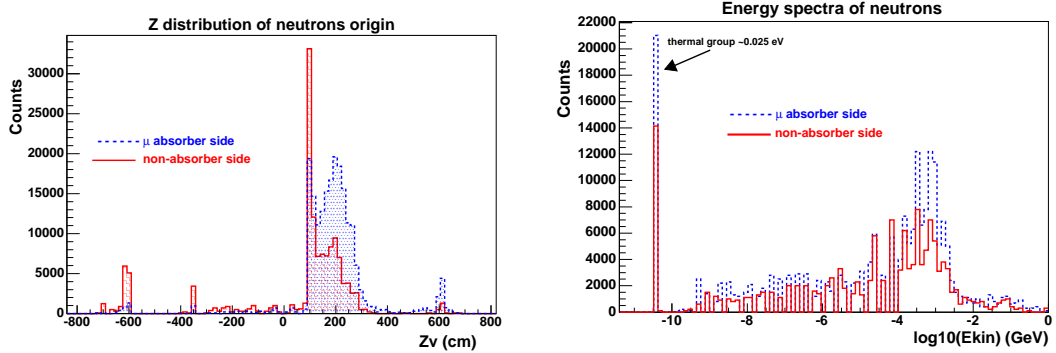 Z distribution of neutrons origin
Counts
30000
25000
20000
15000
10000
5000
0
μ absorber side
non-absorber side
-800 -600 -400 -200 0 200 400 600 800
Zv (cm)
Energy spectra of neutrons
Counts
22000
20000
18000
16000
14000
12000
10000
8000
6000
4000
2000
0
thermal group ~0.025 eV
μ absorber side
non-absorber side
-10 -8 -6 -4 -2 0
log10(Ekin) (GeV)